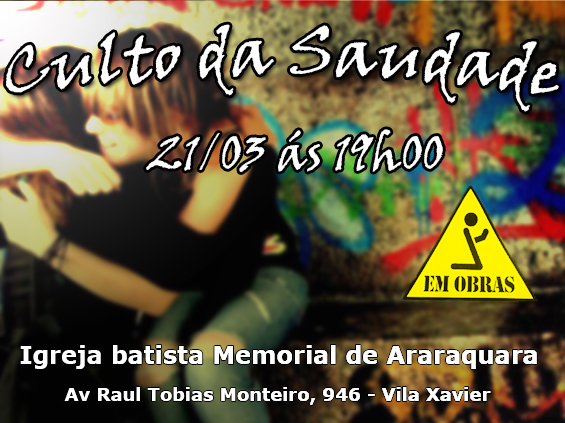 Culto da Saudade
21/03 ás 19h00
EM OBRAS
Igreja batista Memorial de Araraquara
Av Raul Tobias Monteiro, 946 - Vila Xavier